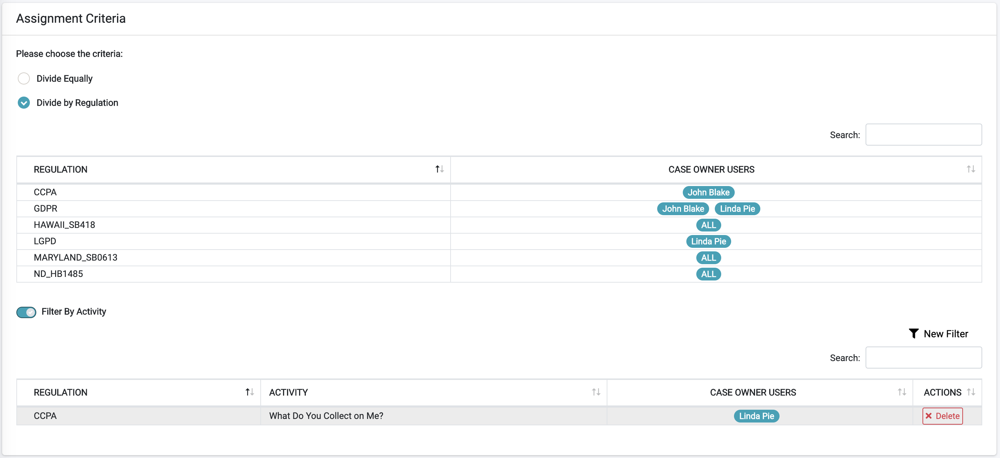 Assignment Criteria
Please choose the criteria:
Divide Equally
Divide by Regulation
Search:
REGULATION CASE OWNER USERS
CCPA John Blake
GDPR John Blake Linda Pie
HAWAII_SB418 ALL
LGPD Linda Pie
MARYLAND_SB0613 ALL
ND_HB1485 ALL
Filter By Activity
New Filter
Search:
REGULATION ACTIVITY CASE OWNER USERS ACTIONS
CCPA What Do You Collect on Me? Linda Pie Delete